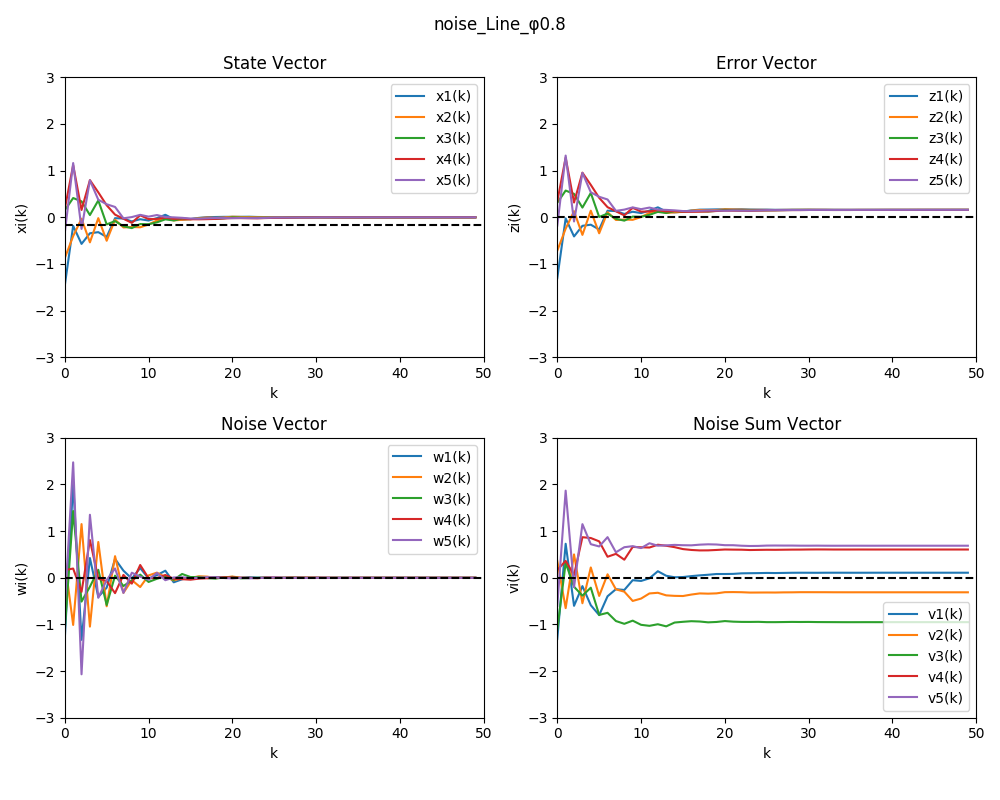 noise_Line_φ0.8
State Vector
3
2
1
0
−1
−2
−3
xi(k)
0
10
20
30
40
50
k
x1(k)
x2(k)
x3(k)
x4(k)
x5(k)
Error Vector
3
2
1
0
−1
−2
−3
zi(k)
0
10
20
30
40
50
k
z1(k)
z2(k)
z3(k)
z4(k)
z5(k)
Noise Vector
3
2
1
0
−1
−2
−3
wi(k)
0
10
20
30
40
50
k
w1(k)
w2(k)
w3(k)
w4(k)
w5(k)
Noise Sum Vector
3
2
1
0
−1
−2
−3
vi(k)
0
10
20
30
40
50
k
v1(k)
v2(k)
v3(k)
v4(k)
v5(k)